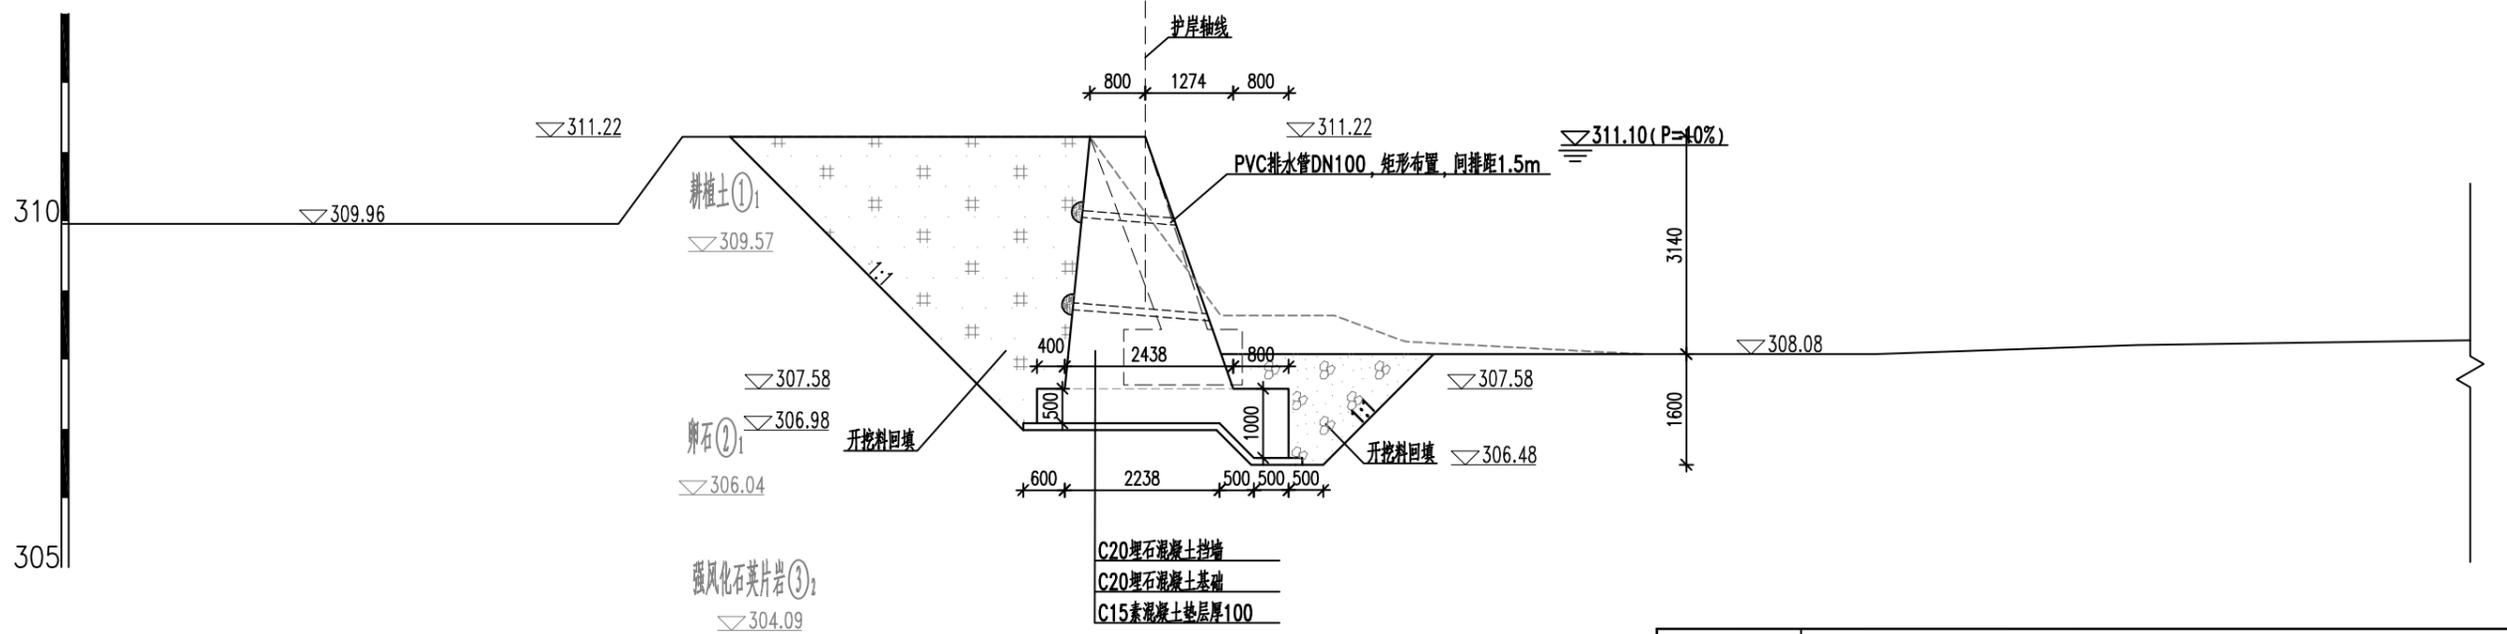 护岸轴线
800 1274 800
311.22
311.22
311.10(P=10%)
PVC排水管DN100，矩形布置，间排距1.5m
耕植土①1
310
309.96
309.57
1:1
3140
400
2438
800
308.08
307.58
307.58
500
1000
1:1
1600
306.98
卵石②1
开挖料回填
开挖料回填
306.48
306.04
600 2238 500 500 500
C20埋石混凝土挡墙
305
强风化石英片岩③2
C20埋石混凝土基础
C15素混凝土垫层厚100
304.09